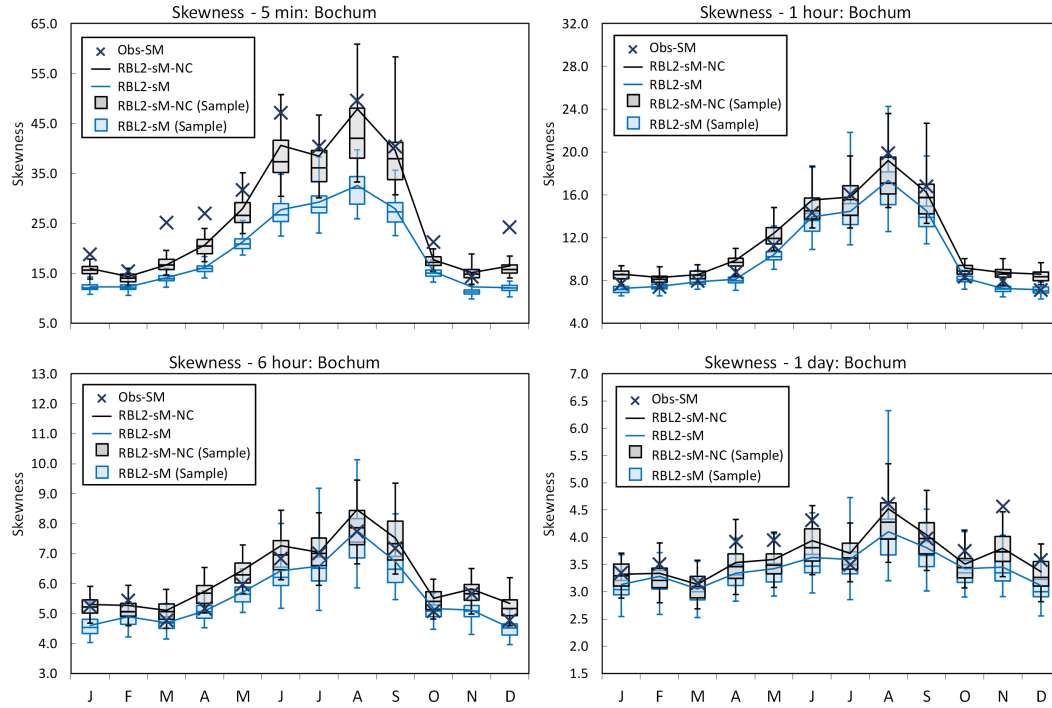 Skewness - 5 min: Bochum
65.0
55.0
45.0
35.0
25.0
15.0
5.0
Skewness
Obs-SM
RBL2-sM-NC
RBL2-sM
RBL2-sM-NC (Sample)
RBL2-sM (Sample)
Skewness - 1 hour: Bochum
32.0
28.0
24.0
20.0
16.0
12.0
8.0
4.0
Skewness
Obs-SM
RBL2-sM-NC
RBL2-sM
RBL2-sM-NC (Sample)
RBL2-sM (Sample)
Skewness - 6 hour: Bochum
13.0
12.0
11.0
10.0
9.0
8.0
7.0
6.0
5.0
4.0
3.0
Skewness
Obs-SM
RBL2-sM-NC
RBL2-sM
RBL2-sM-NC (Sample)
RBL2-sM (Sample)
J F M A M J J A S O N D
Skewness - 1 day: Bochum
7.0
6.5
6.0
5.5
5.0
4.5
4.0
3.5
3.0
2.5
2.0
1.5
Skewness
Obs-SM
RBL2-sM-NC
RBL2-sM
RBL2-sM-NC (Sample)
RBL2-sM (Sample)
J F M A M J J A S O N D